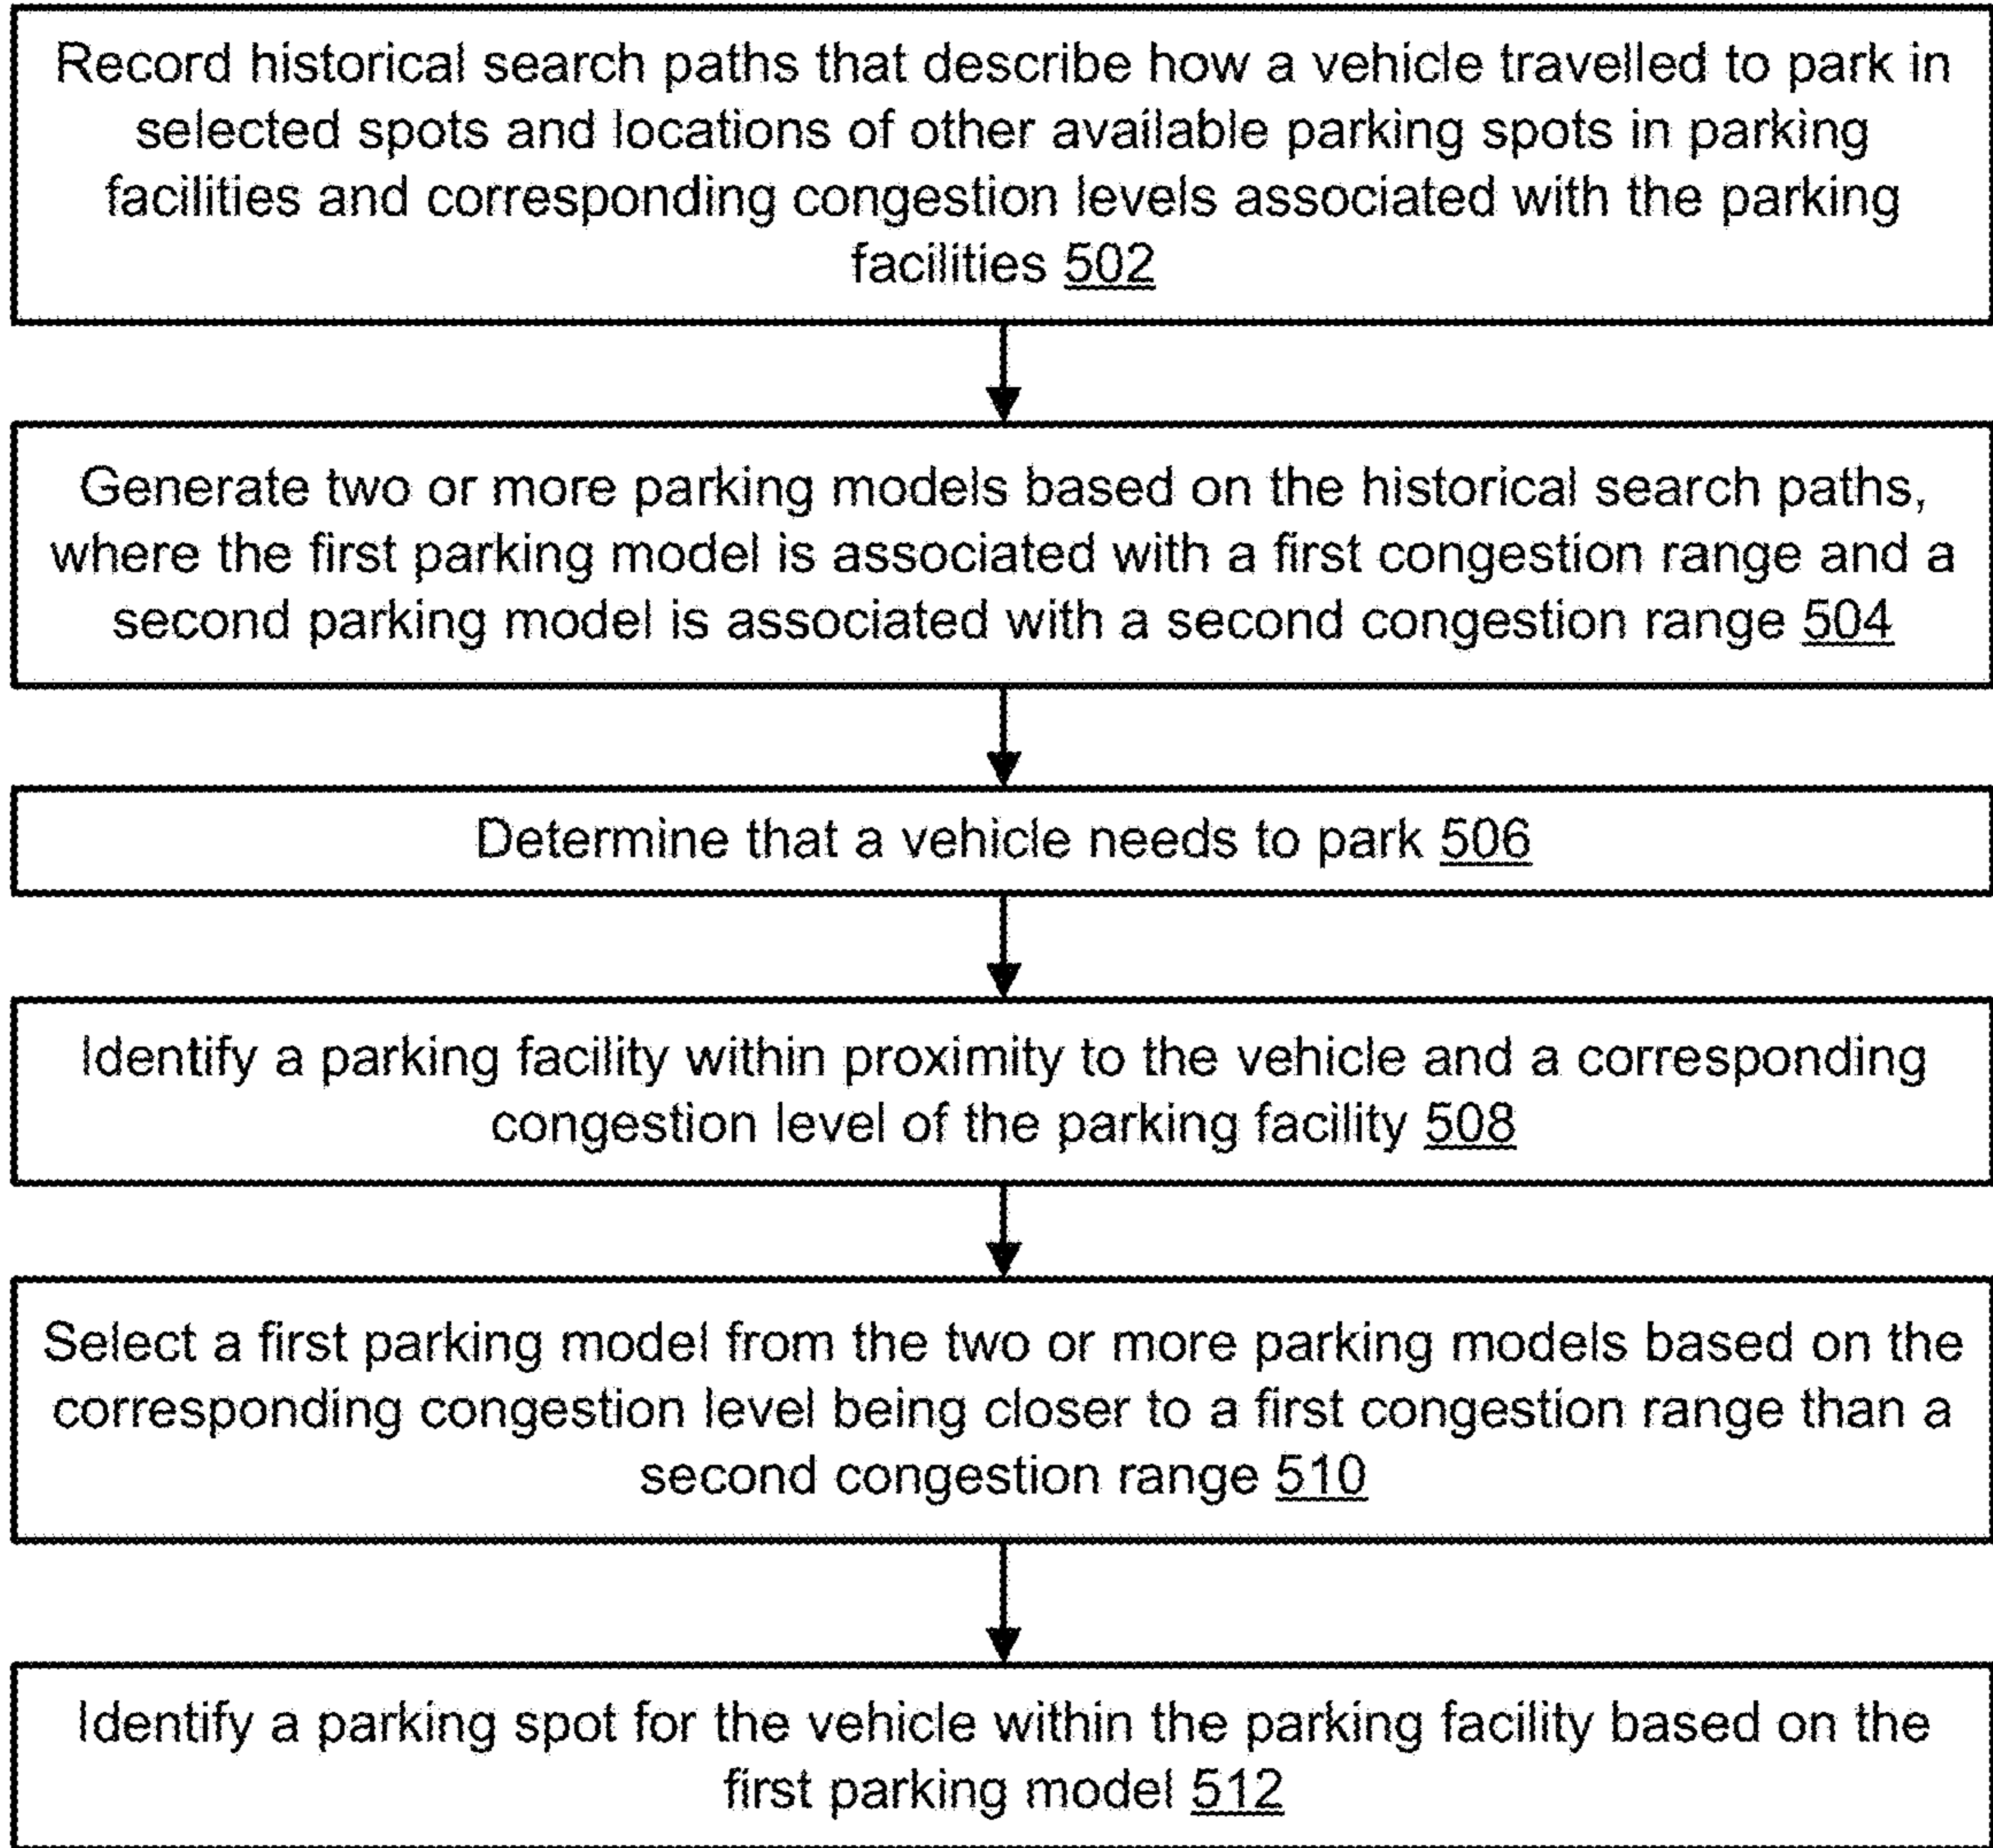 Record historical search paths that describe how a vehicle travelled to park in
selected spots and locations of other available parking spots in parking
facilities and corresponding congestion levels associated with the parking
facilities 502
Generate two or more parking models based on the historical search paths,
where the first parking model is associated with a first congestion range and a
second parking model is associated with a second congestion range 504
Determine that a vehicle needs to park 506
Identify a parking facility within proximity to the vehicle and a corresponding
congestion level of the parking facility 508
Select a first parking model from the two or more parking models based on the
corresponding congestion level being closer to a first congestion range than a
second congestion range 510
Identify a parking spot for the vehicle within the parking facility based on the
first parking model 512